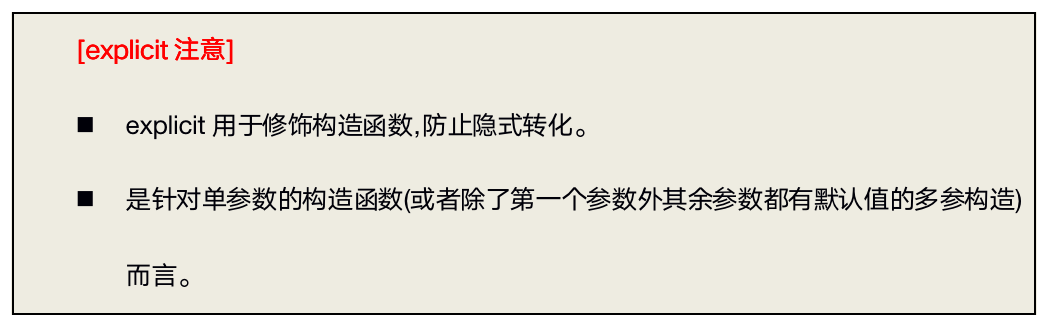 [explicit 注意]
■ explicit 用于修饰构造函数,防止隐式转化。
■ 是针对单参数的构造函数(或者除了第一个参数外其余参数都有默认值的多参构造)
而言。